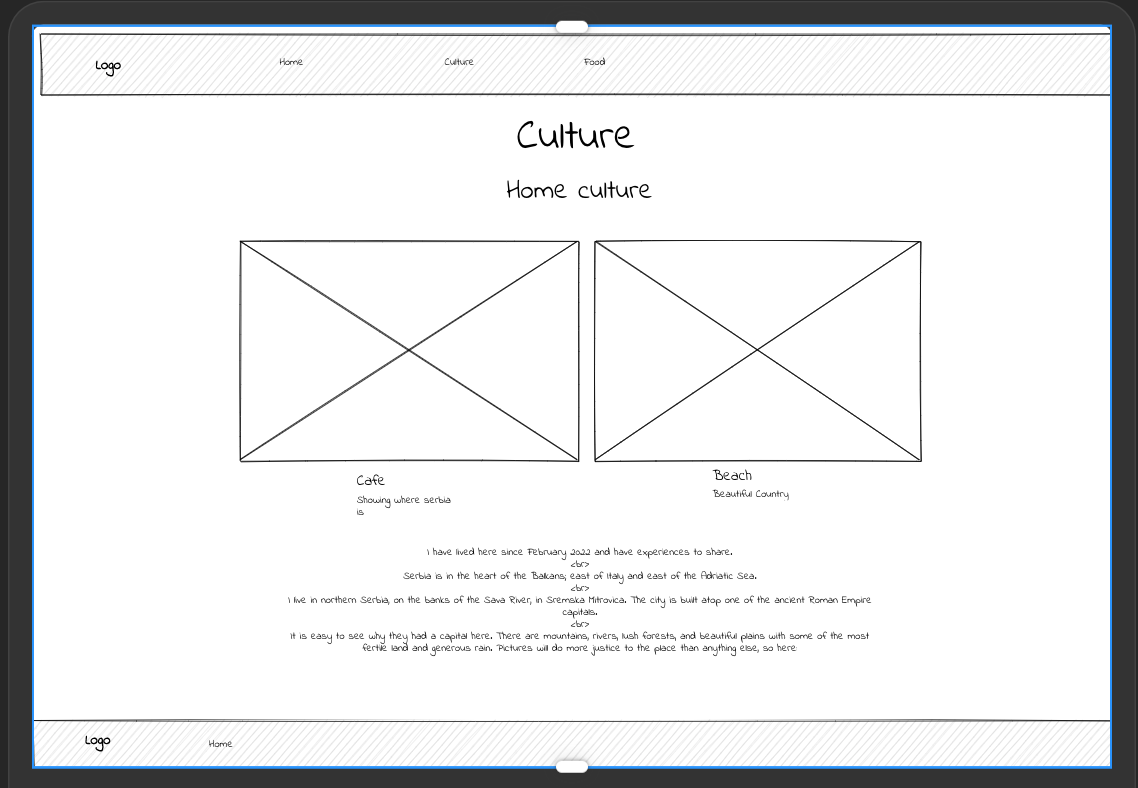 Logo Home Culture Food
Culture
Home culture
Cafe
Showing where serbia
is
Beach
Beautiful Country
I have lived here since February 2022 and have experiences to share.
<br>
Serbia is in the heart of the Balkans; east of Italy and east of the Adriatic Sea.
<br>
I live in northern Serbia, on the banks of the Sava River, in Sremska Mitrovica. The city is built atop one of the ancient Roman Empire
capitals.
<br>
It is easy to see why they had a capital here. There are mountains, rivers, lush forests, and beautiful plains with some of the most
fertile land and generous rain. Pictures will do more justice to the place than anything else, so here
Logo Home